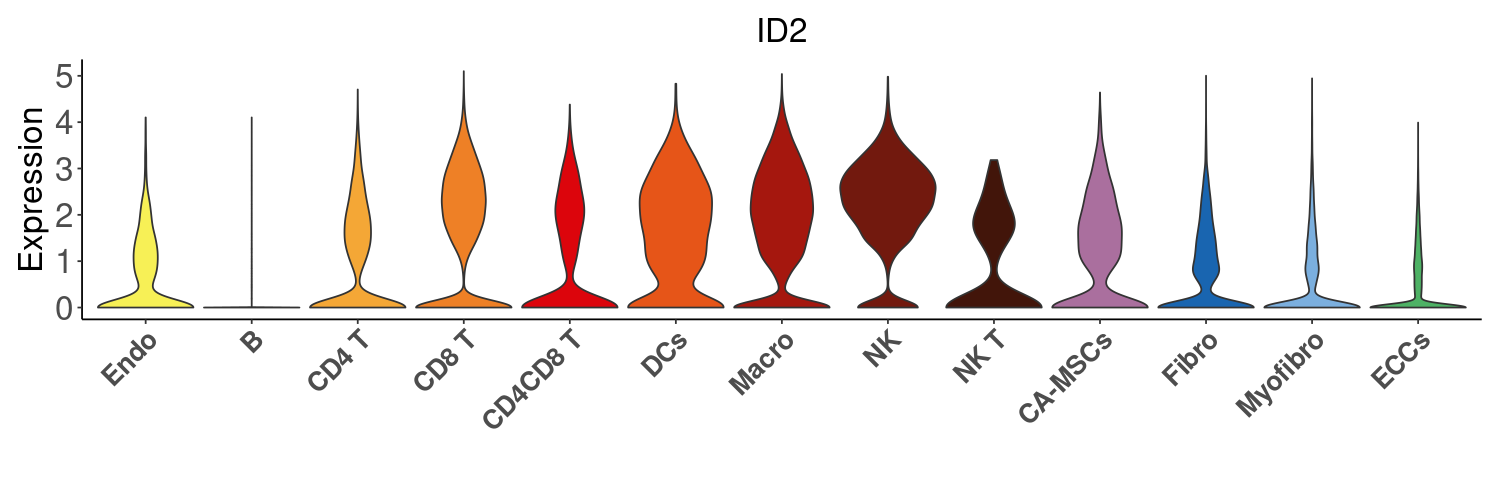 ID2
Expression
5
4
3
2
1
0
Endo
B
CD4 T
CD8 T
CD4CD8 T
DCs
Macro
NK
NK T
CA-MSCs
Fibro
Myofibro
ECCs